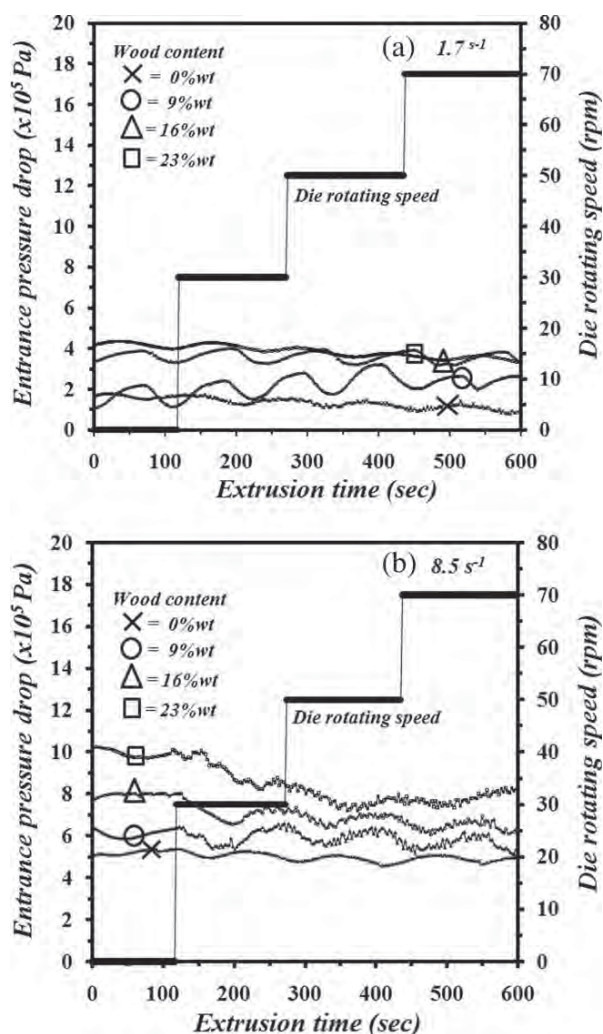 (a) 1.7 s-1
Wood content
= 0%wt
= 9%wt
=16%wt
=23%wt
Die rotating speed
20
18
16
14
12
10
8
6
4
2
0
Entrance pressure drop (x10⁵ Pa)
80
70
60
50
40
30
20
10
0
Die rotating speed (rpm)
0 100 200 300 400 500 600
Extrusion time (sec)
(b) 8.5 s-1
Wood content
= 0%wt
= 9%wt
=16%wt
=23%wt
Die rotating speed
20
18
16
14
12
10
8
6
4
2
0
Entrance pressure drop (x10⁵ Pa)
80
70
60
50
40
30
20
10
0
Die rotating speed (rpm)
0 100 200 300 400 500 600
Extrusion time (sec)